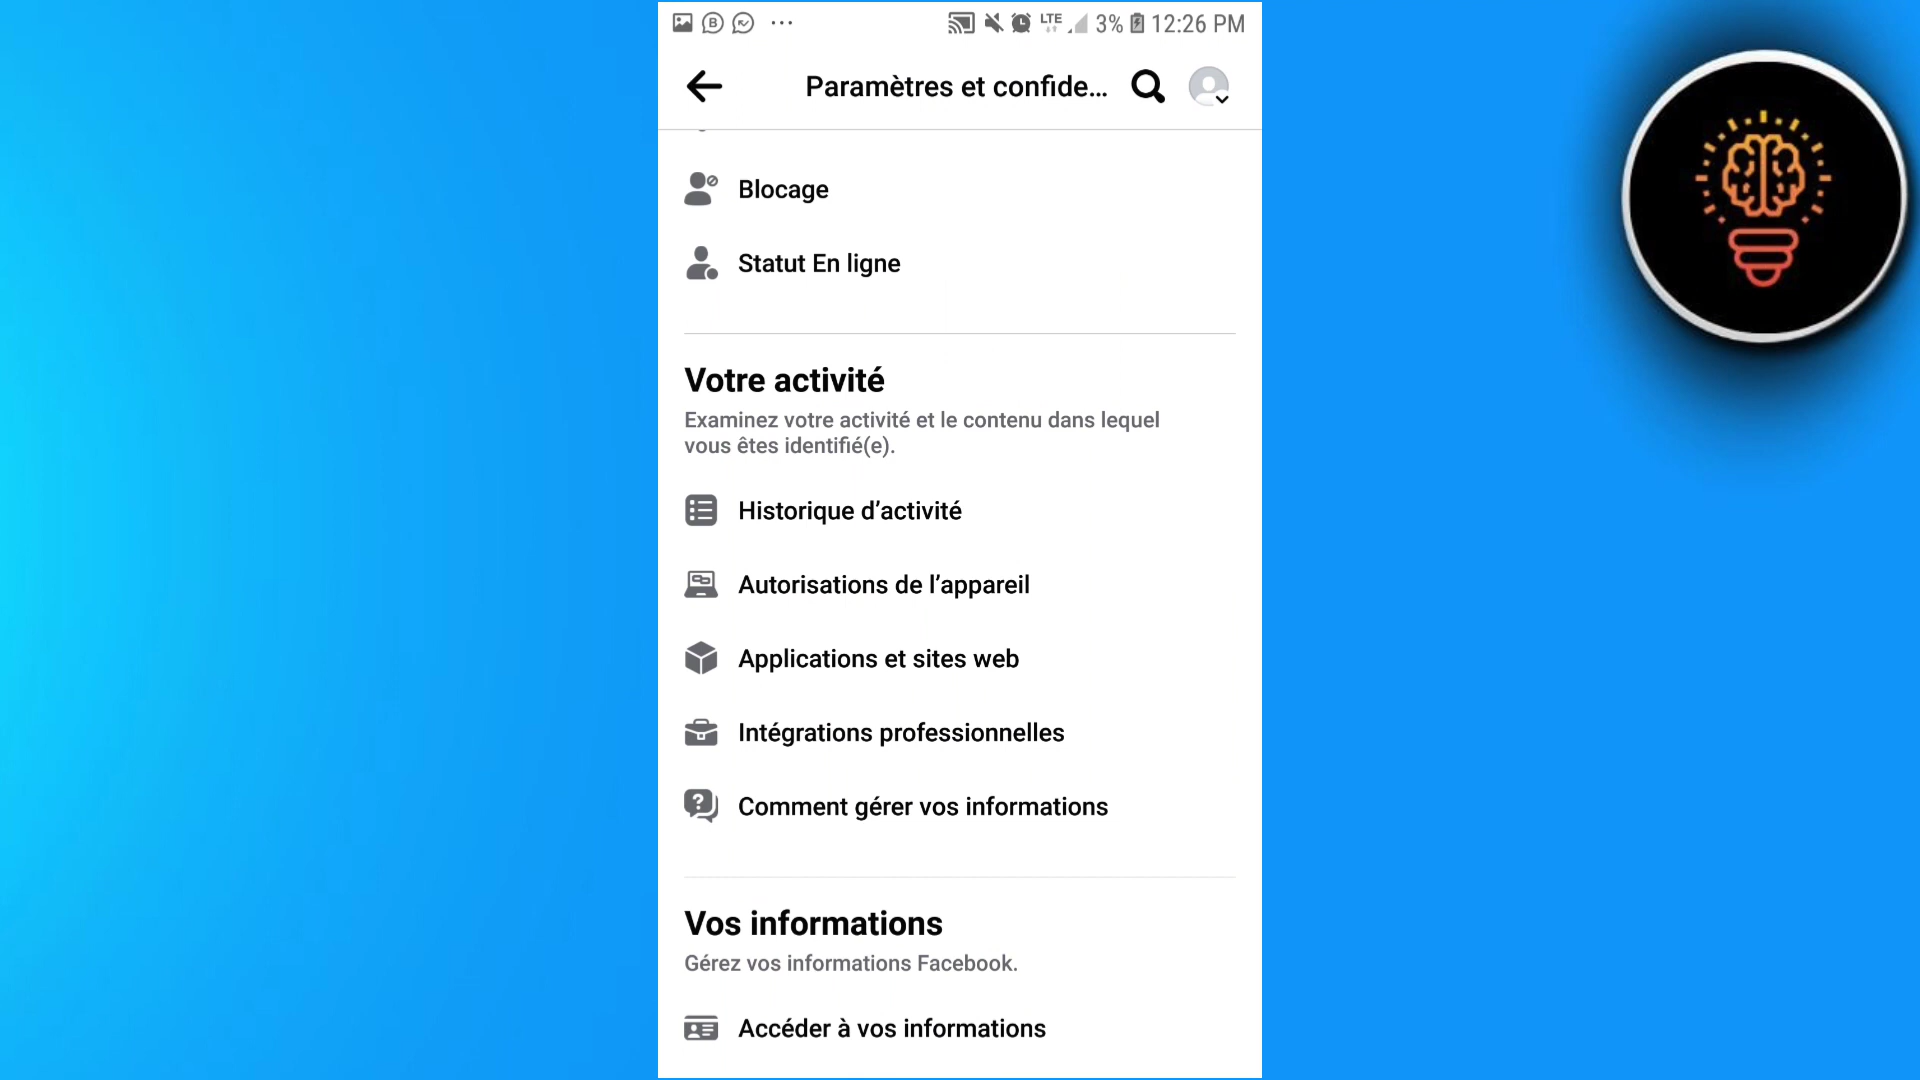 LTE 3% 12:26 PM
Paramètres et confide...
Blocage
Statut En ligne
Votre activité
Examinez votre activité et le contenu dans lequel
vous êtes identifié(e).
Historique d’activité
Autorisations de l’appareil
Applications et sites web
Intégrations professionnelles
Comment gérer vos informations
Vos informations
Gérez vos informations Facebook.
Accéder à vos informations